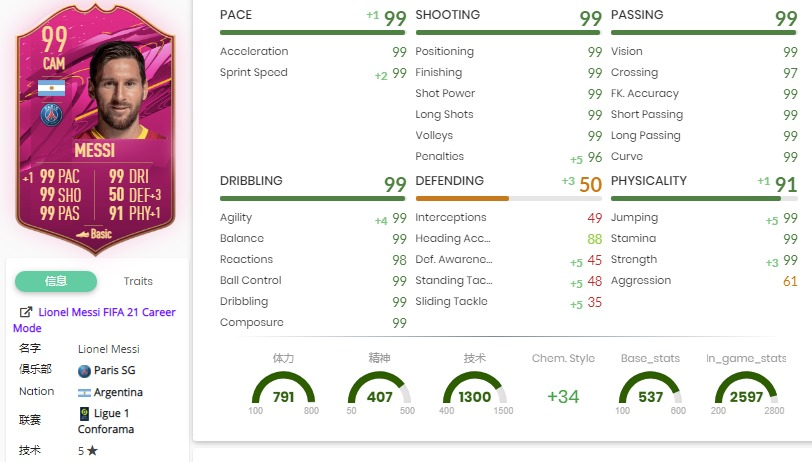 99
CAM
MESSI
+1 99 PAC 99 DRI
99 SHO 50 DEF+3
99 PAS 91 PHY+1
Basic
信息 Traits
Lionel Messi FIFA 21 Career
Mode
名字 Lionel Messi
俱乐部 Paris SG
Nation Argentina
联赛 Ligue 1
Conforama
技术 5 ★
PACE +1 99
Acceleration 99
Sprint Speed +2 99
SHOOTING 99
Positioning 99
Finishing 99
Shot Power 99
Long Shots 99
Volleys 99
Penalties +5 96
PASSING 99
Vision 99
Crossing 97
FK. Accuracy 99
Short Passing 99
Long Passing 99
Curve 99
DRIBBLING 99
Agility +4 99
Balance 99
Reactions 98
Ball Control 99
Dribbling 99
Composure 99
DEFENDING +3 50
Interceptions 49
Heading Acc... 88
Def. Awarene... +5 45
Standing Tac... +5 48
Sliding Tackle +5 35
PHYSICALITY +1 91
Jumping +5 99
Stamina 99
Strength +3 99
Aggression 61
体力
791
100 800
精神
407
50 500
技术
1300
400 1500
Chem. Style
+34
Base_stats
537
100 600
In_game_stats
2597
200 2800